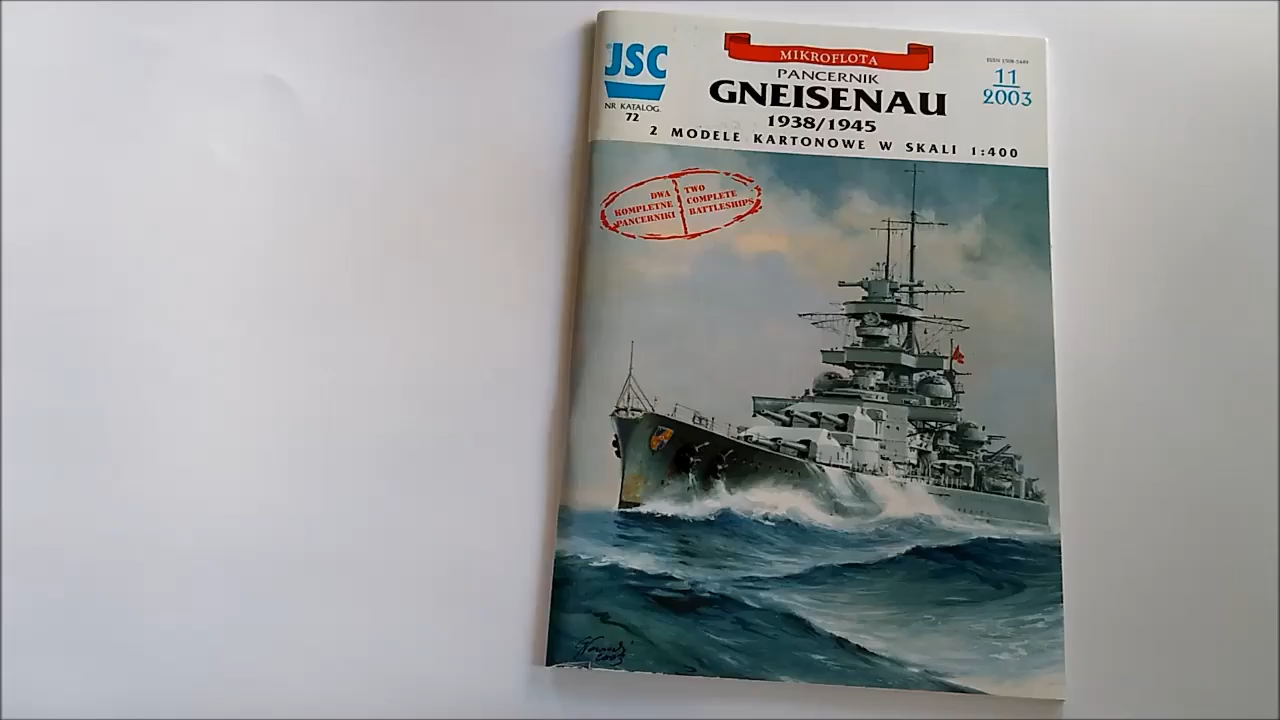 MIKROFLOTA
JSC
NR KATALOG.
72
PANCERNIK
GNEISENAU
1938/1945
2 MODELE KARTONOWE W SKALI 1:400
11
2003
DWA
KOMPLETNE
PANCERNIKI
TWO
COMPLETE
BATTLESHIPS
2003